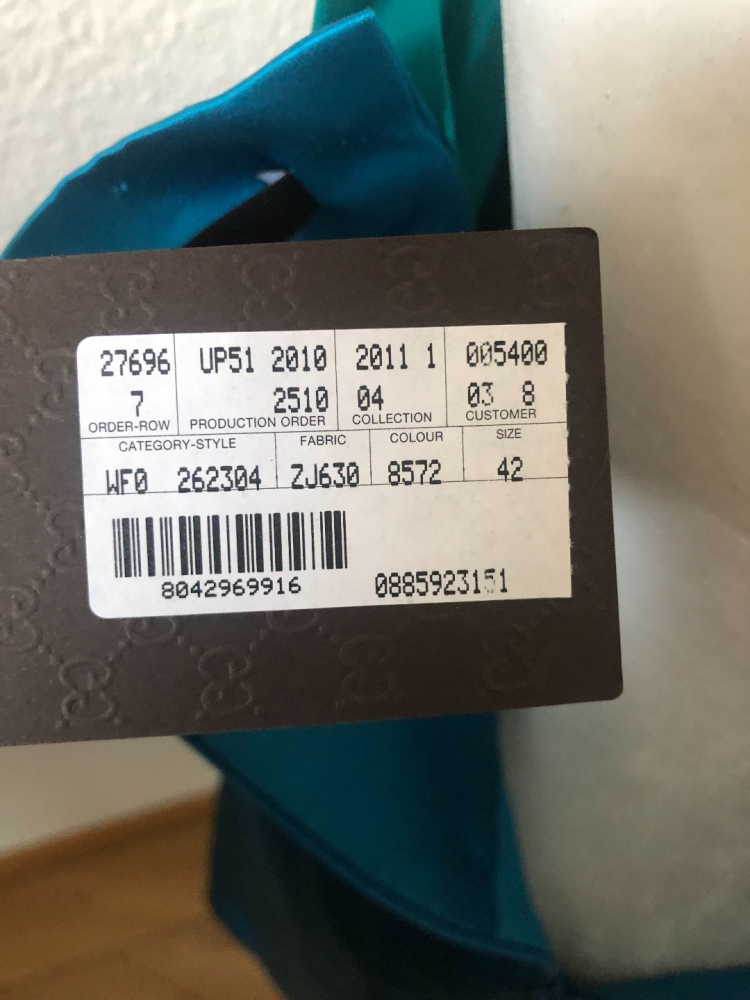 27696 UP51 2010 2011 1 005400
7 2510 04 03 8
ORDER-ROW PRODUCTION ORDER COLLECTION CUSTOMER
CATEGORY-STYLE FABRIC COLOUR SIZE
WF0 262304 ZJ630 8572 42
8042969916 0885923151